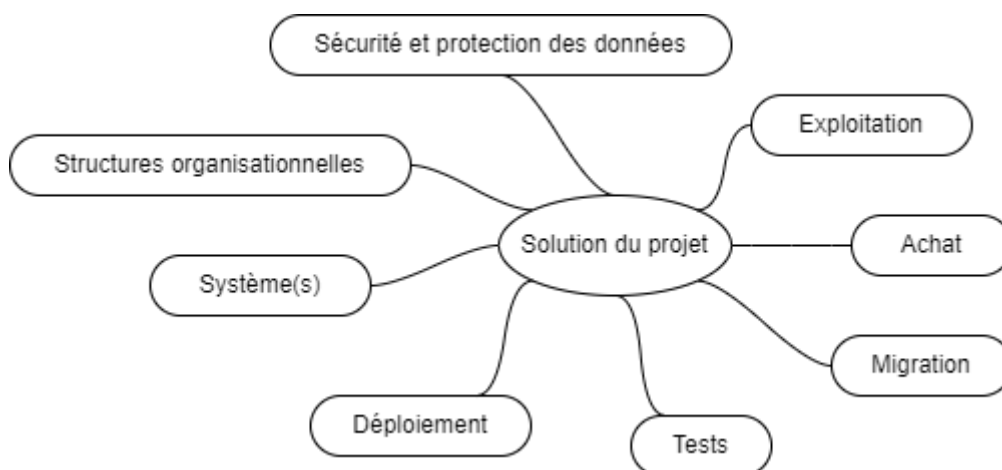 Sécurité et protection des données
Exploitation
Structures organisationnelles
Solution du projet
Achat
Système(s)
Migration
Déploiement
Tests